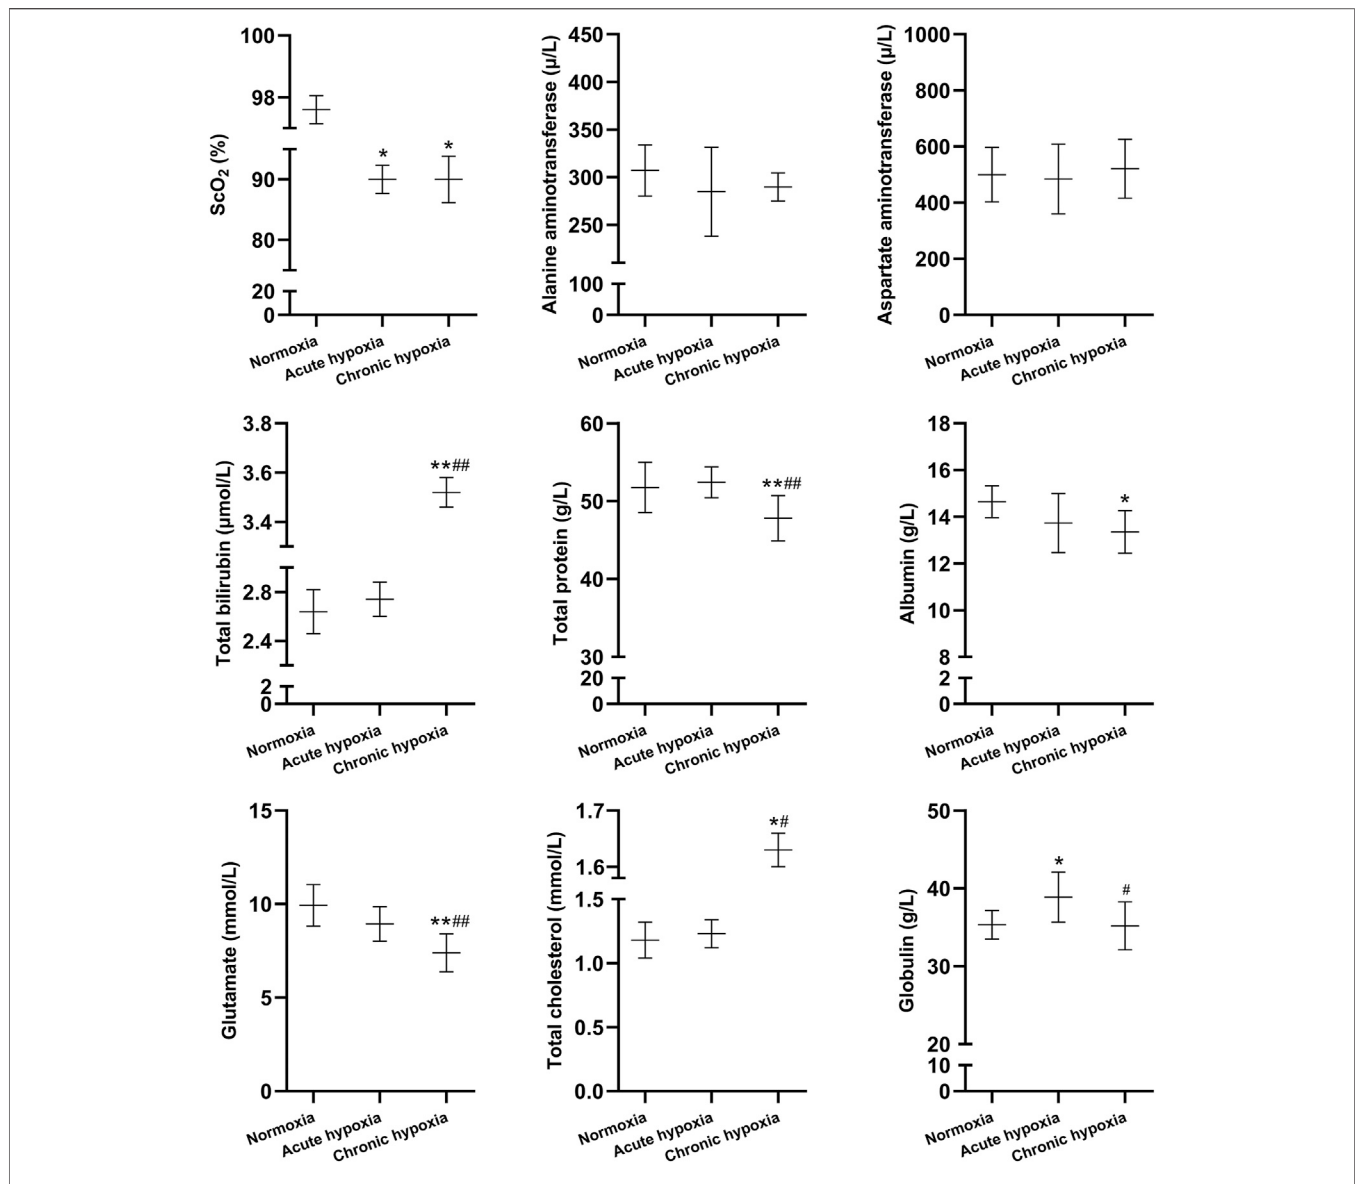 ScO2 (%)
100
98
90
80
20
0
*
*
Normoxia
Acute hypoxia
Chronic hypoxia
Alanine aminotransferase (μ/L)
450
400
350
300
250
100
0
Normoxia
Acute hypoxia
Chronic hypoxia
Aspartate aminotransferase (μ/L)
1000
800
600
400
200
0
Normoxia
Acute hypoxia
Chronic hypoxia
Total bilirubin (μmol/L)
3.8
3.6
3.4
2.8
2.4
2
0
**##
Normoxia
Acute hypoxia
Chronic hypoxia
Total protein (g/L)
60
50
40
30
20
0
**##
Normoxia
Acute hypoxia
Chronic hypoxia
Albumin (g/L)
18
16
14
12
10
8
2
0
*
Normoxia
Acute hypoxia
Chronic hypoxia
Glutamate (mmol/L)
15
10
5
0
**##
Normoxia
Acute hypoxia
Chronic hypoxia
Total cholesterol (mmol/L)
1.7
1.6
1.5
1.0
0.5
0.0
*#
Normoxia
Acute hypoxia
Chronic hypoxia
Globulin (g/L)
50
40
30
20
10
0
*
#
Normoxia
Acute hypoxia
Chronic hypoxia